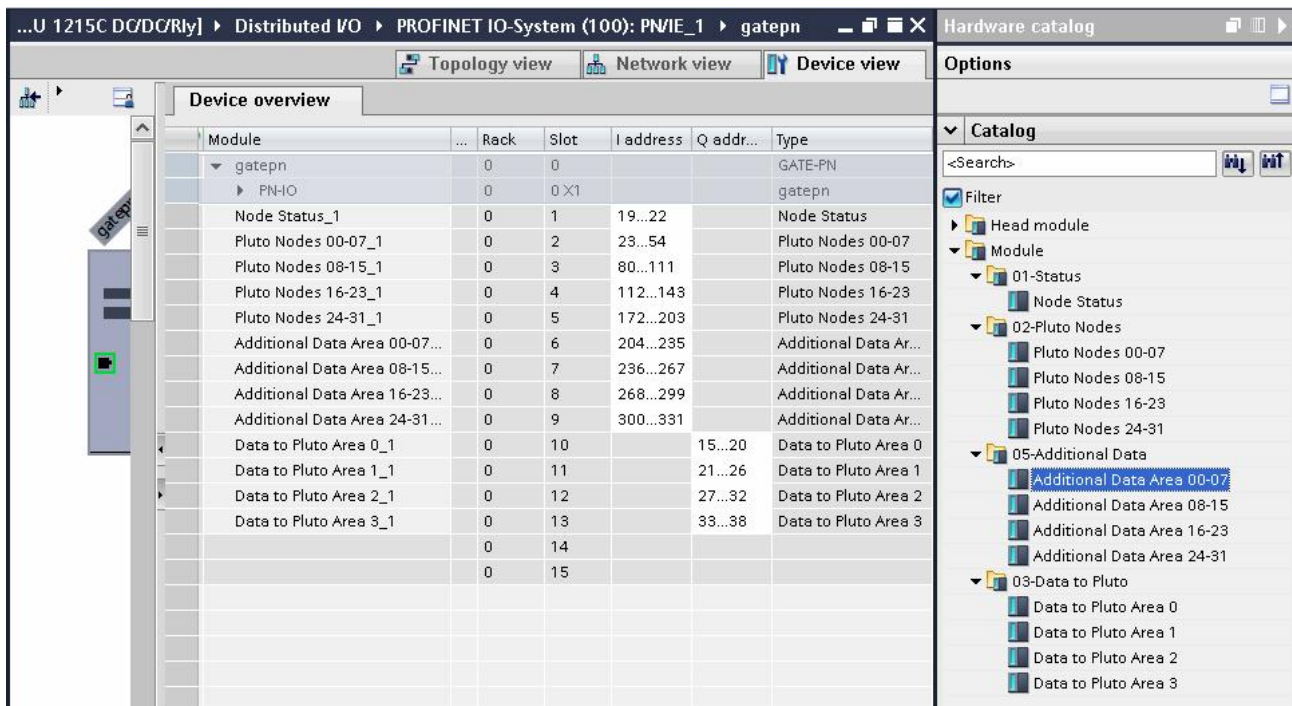 ...U 1215C DC/DC/Rly] ▸ Distributed I/O ▸ PROFINET IO-System (100): PN/IE_1 ▸ gatepn
Topology view Network view Device view
gatepn
Device overview
Module ... Rack Slot I address Q addr... Type
gatepn 0 0 GATE-PN
PN-IO 0 0 X1 gatepn
Node Status_1 0 1 19...22 Node Status
Pluto Nodes 00-07_1 0 2 23...54 Pluto Nodes 00-07
Pluto Nodes 08-15_1 0 3 80...111 Pluto Nodes 08-15
Pluto Nodes 16-23_1 0 4 112...143 Pluto Nodes 16-23
Pluto Nodes 24-31_1 0 5 172...203 Pluto Nodes 24-31
Additional Data Area 00-07... 0 6 204...235 Additional Data Ar...
Additional Data Area 08-15... 0 7 236...267 Additional Data Ar...
Additional Data Area 16-23... 0 8 268...299 Additional Data Ar...
Additional Data Area 24-31... 0 9 300...331 Additional Data Ar...
Data to Pluto Area 0_1 0 10 15...20 Data to Pluto Area 0
Data to Pluto Area 1_1 0 11 21...26 Data to Pluto Area 1
Data to Pluto Area 2_1 0 12 27...32 Data to Pluto Area 2
Data to Pluto Area 3_1 0 13 33...38 Data to Pluto Area 3
0 14
0 15
Hardware catalog
Options
Catalog
<Search>
Filter
Head module
Module
01-Status
Node Status
02-Pluto Nodes
Pluto Nodes 00-07
Pluto Nodes 08-15
Pluto Nodes 16-23
Pluto Nodes 24-31
05-Additional Data
Additional Data Area 00-07
Additional Data Area 08-15
Additional Data Area 16-23
Additional Data Area 24-31
03-Data to Pluto
Data to Pluto Area 0
Data to Pluto Area 1
Data to Pluto Area 2
Data to Pluto Area 3